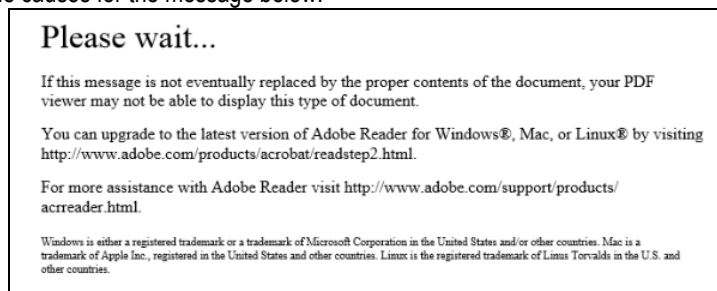 causes for the message below.
Please wait...
If this message is not eventually replaced by the proper contents of the document, your PDF
viewer may not be able to display this type of document.
You can upgrade to the latest version of Adobe Reader for Windows®, Mac, or Linux® by visiting
http://www.adobe.com/products/acrobat/readstep2.html.
For more assistance with Adobe Reader visit http://www.adobe.com/support/products/
acrreader.html.
Windows is either a registered trademark or a trademark of Microsoft Corporation in the United States and/or other countries. Mac is a
trademark of Apple Inc., registered in the United States and other countries. Linux is the registered trademark of Linus Torvalds in the U.S. and
other countries.